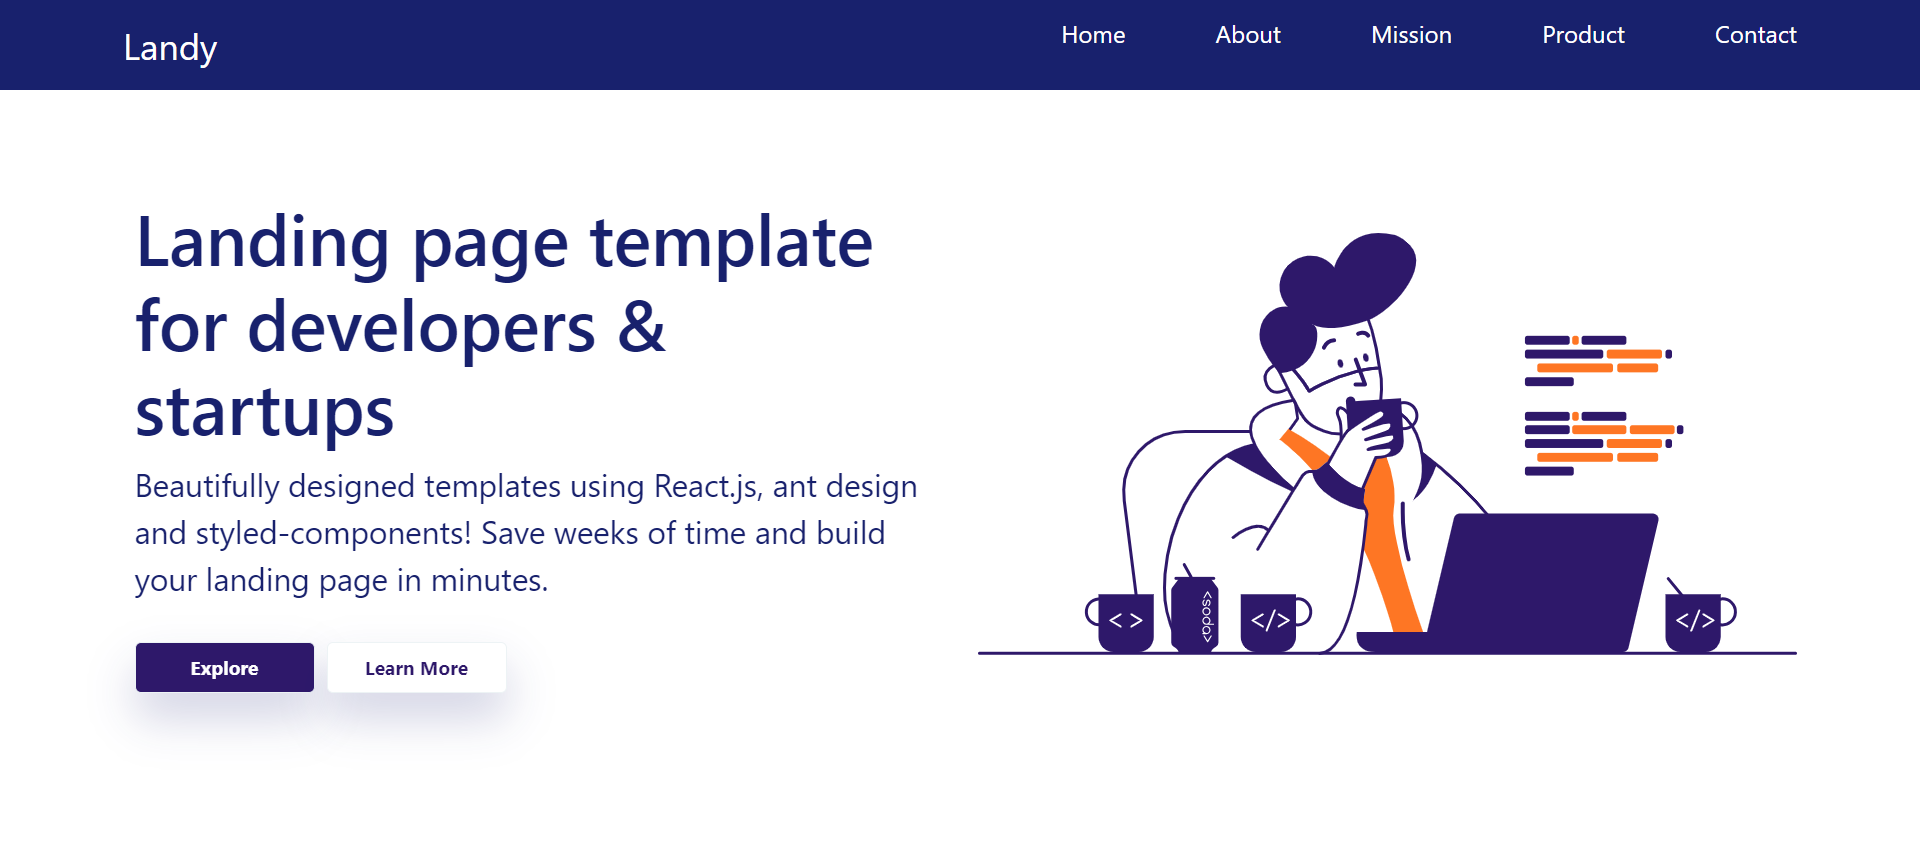 Landy
Home About Mission Product Contact
Landing page template
for developers &
startups
Beautifully designed templates using React.js, ant design
and styled-components! Save weeks of time and build
your landing page in minutes.
Explore Learn More
< >
<soda>
</>
</>